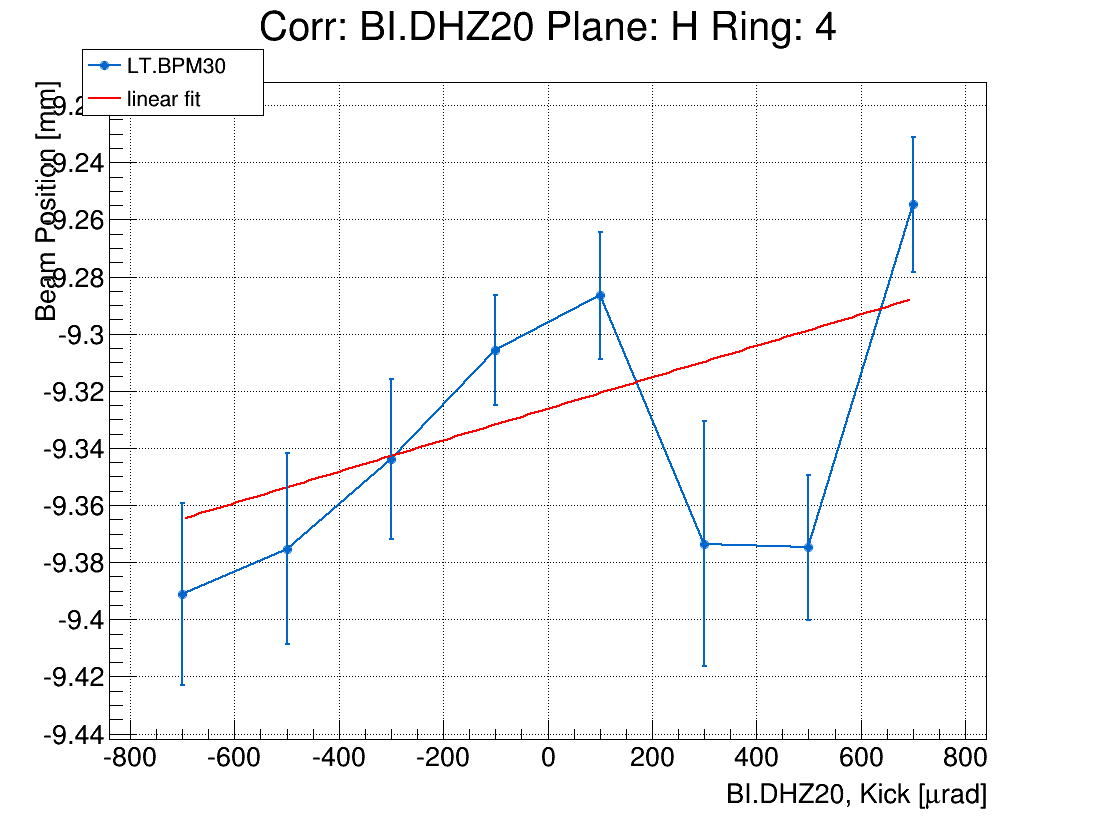 Corr: BI.DHZ20 Plane: H Ring: 4
LT.BPM30
linear fit
Beam Position [mm]
-9.24
-9.26
-9.28
-9.3
-9.32
-9.34
-9.36
-9.38
-9.4
-9.42
-9.44
-800 -600 -400 -200 0 200 400 600 800
BI.DHZ20, Kick [μrad]